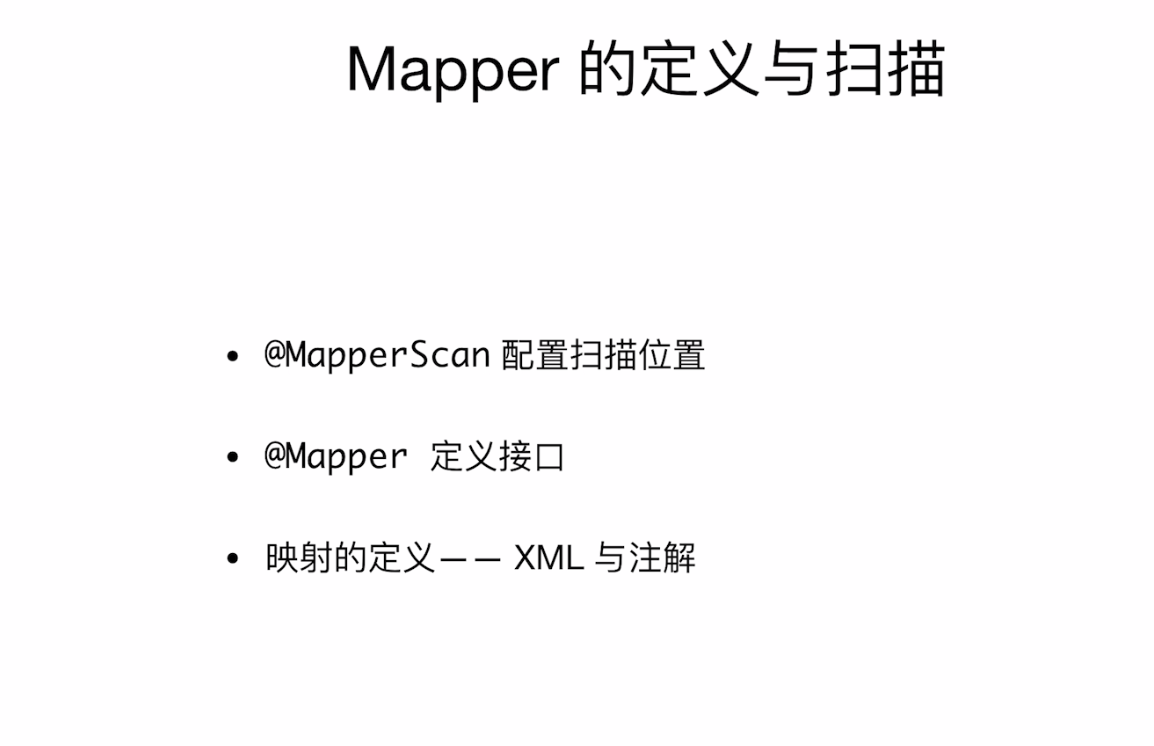 Mapper 的定义与扫描
• @MapperScan 配置扫描位置
• @Mapper 定义接口
• 映射的定义—— XML 与注解